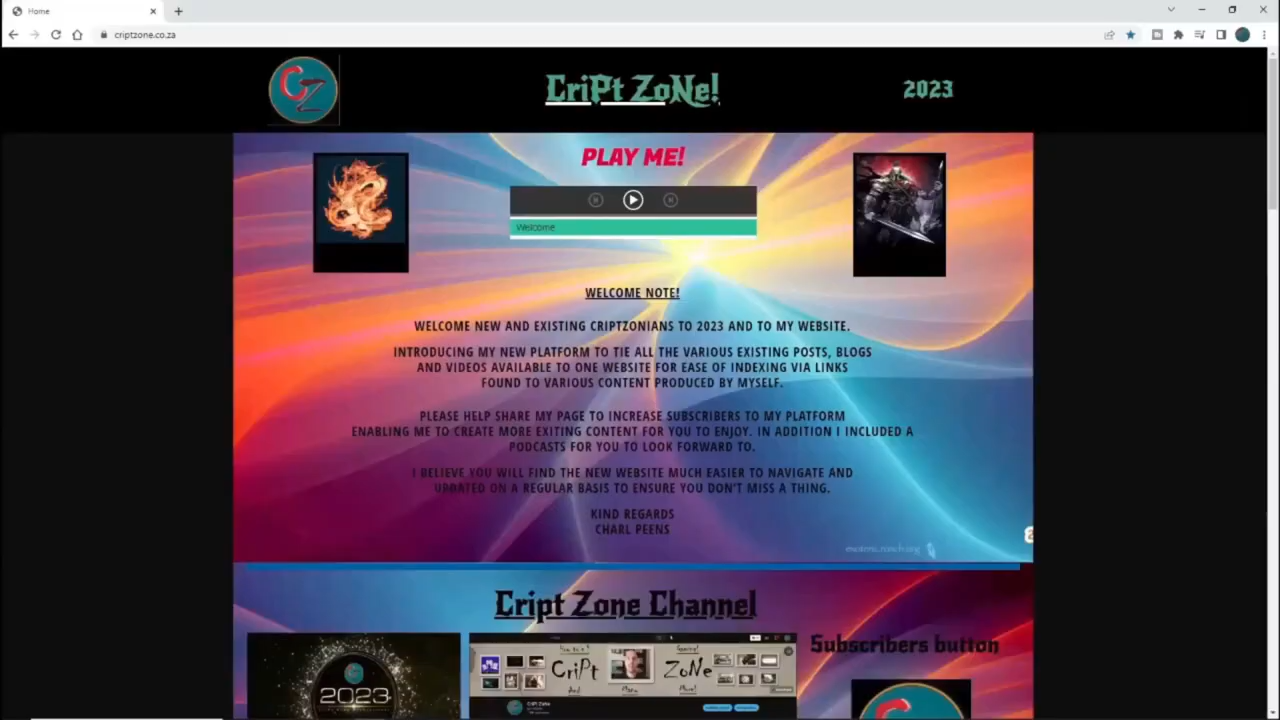 Home
criptzone.co.za
CZ
CriPt ZoNe!
2023
PLAY ME!
Welcome
WELCOME NOTE!
WELCOME NEW AND EXISTING CRIPTZONIANS TO 2023 AND TO MY WEBSITE.
INTRODUCING MY NEW PLATFORM TO TIE ALL THE VARIOUS EXISTING POSTS, BLOGS
AND VIDEOS AVAILABLE TO ONE WEBSITE FOR EASE OF INDEXING VIA LINKS
FOUND TO VARIOUS CONTENT PRODUCED BY MYSELF.
PLEASE HELP SHARE MY PAGE TO INCREASE SUBSCRIBERS TO MY PLATFORM
ENABLING ME TO CREATE MORE EXITING CONTENT FOR YOU TO ENJOY. IN ADDITION I INCLUDED A
PODCASTS FOR YOU TO LOOK FORWARD TO.
I BELIEVE YOU WILL FIND THE NEW WEBSITE MUCH EASIER TO NAVIGATE AND
UPDATED ON A REGULAR BASIS TO ENSURE YOU DON'T MISS A THING.
KIND REGARDS
CHARL PEENS
Cript Zone Channel
Subscribers button
2023
CriPt ZoNe
And
More!